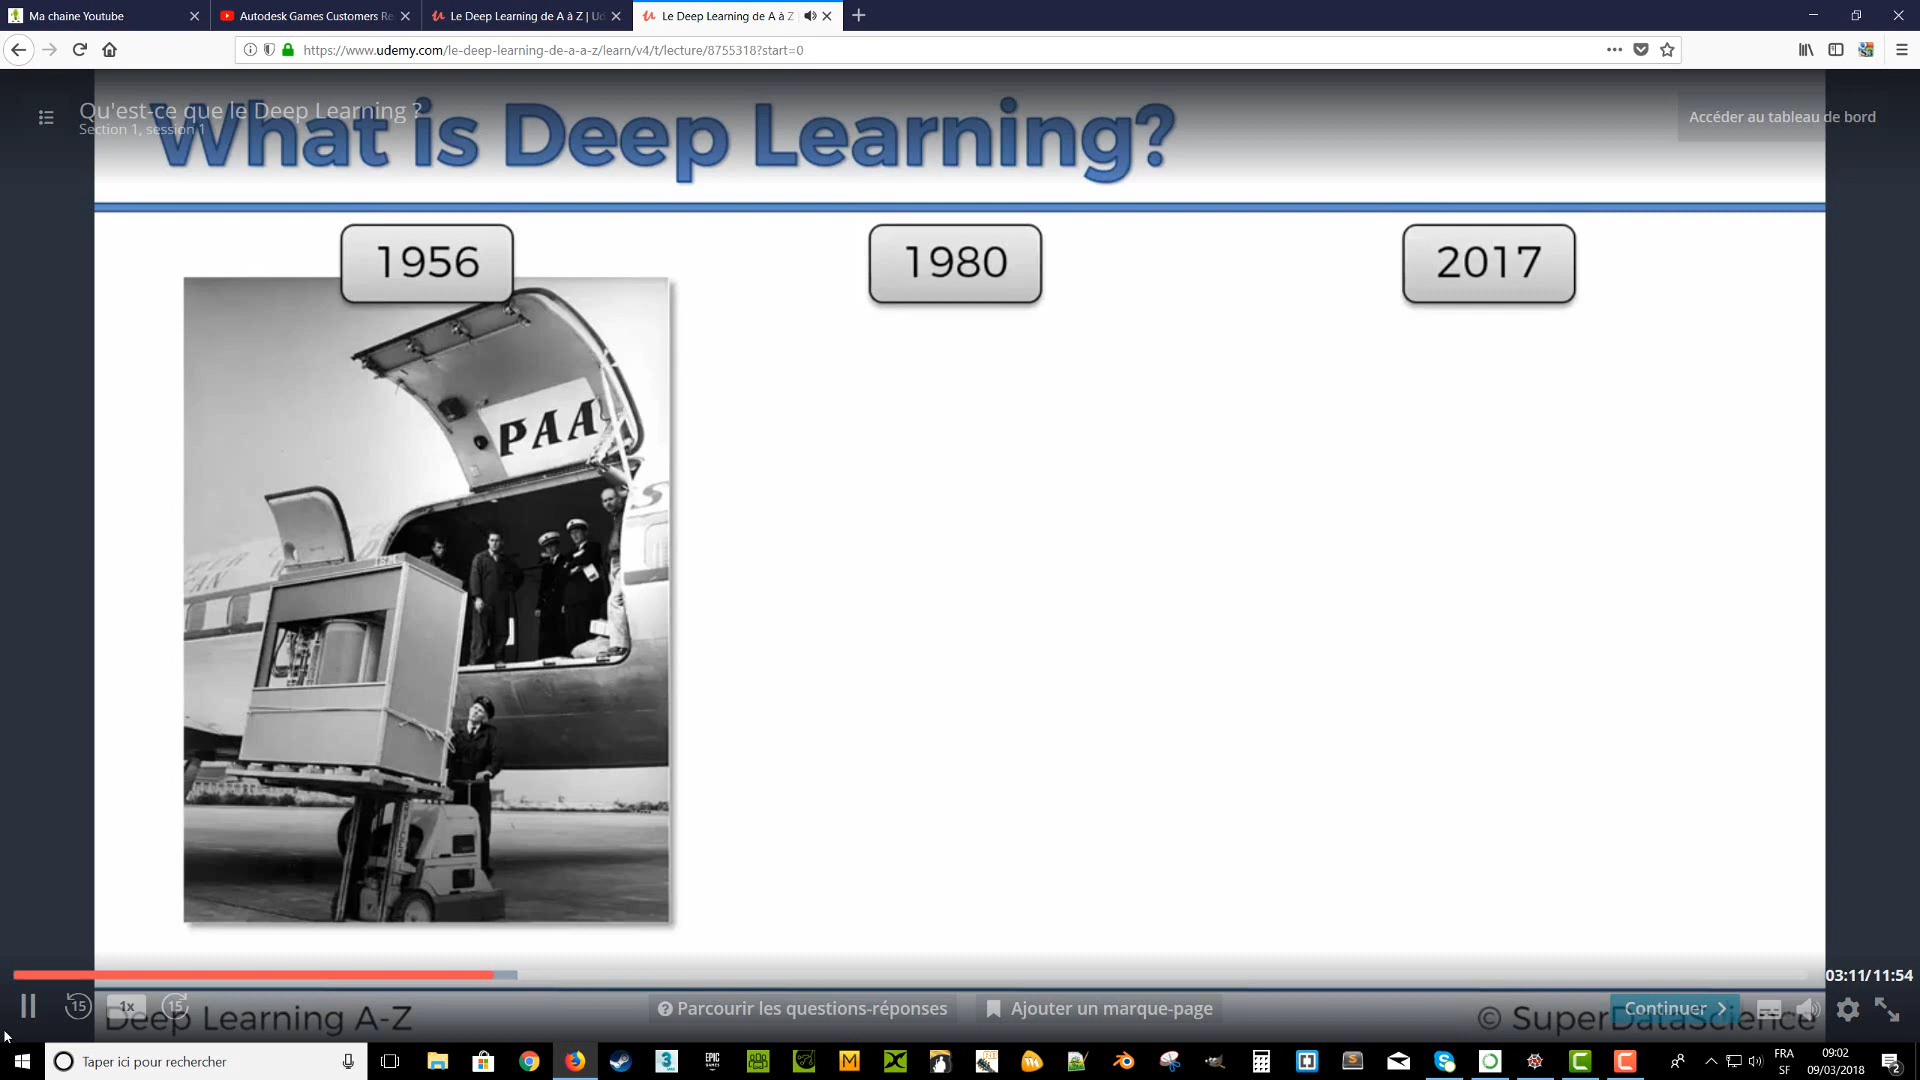 Ma chaine Youtube
Autodesk Games Customers Re
Le Deep Learning de A à Z | Ud
Le Deep Learning de A à Z
https://www.udemy.com/le-deep-learning-de-a-a-z/learn/v4/t/lecture/8755318?start=0
What is Deep Learning?
Qu'est-ce que le Deep Learning ?
Section 1, session 1
Accéder au tableau de bord
1956
1980
2017
PAA
03:11/11:54
15
1x
15
Parcourir les questions-réponses
Ajouter un marque-page
Continuer
Deep Learning A-Z
© SuperDataScience
Taper ici pour rechercher
FRA
SF
09:02
09/03/2018
2